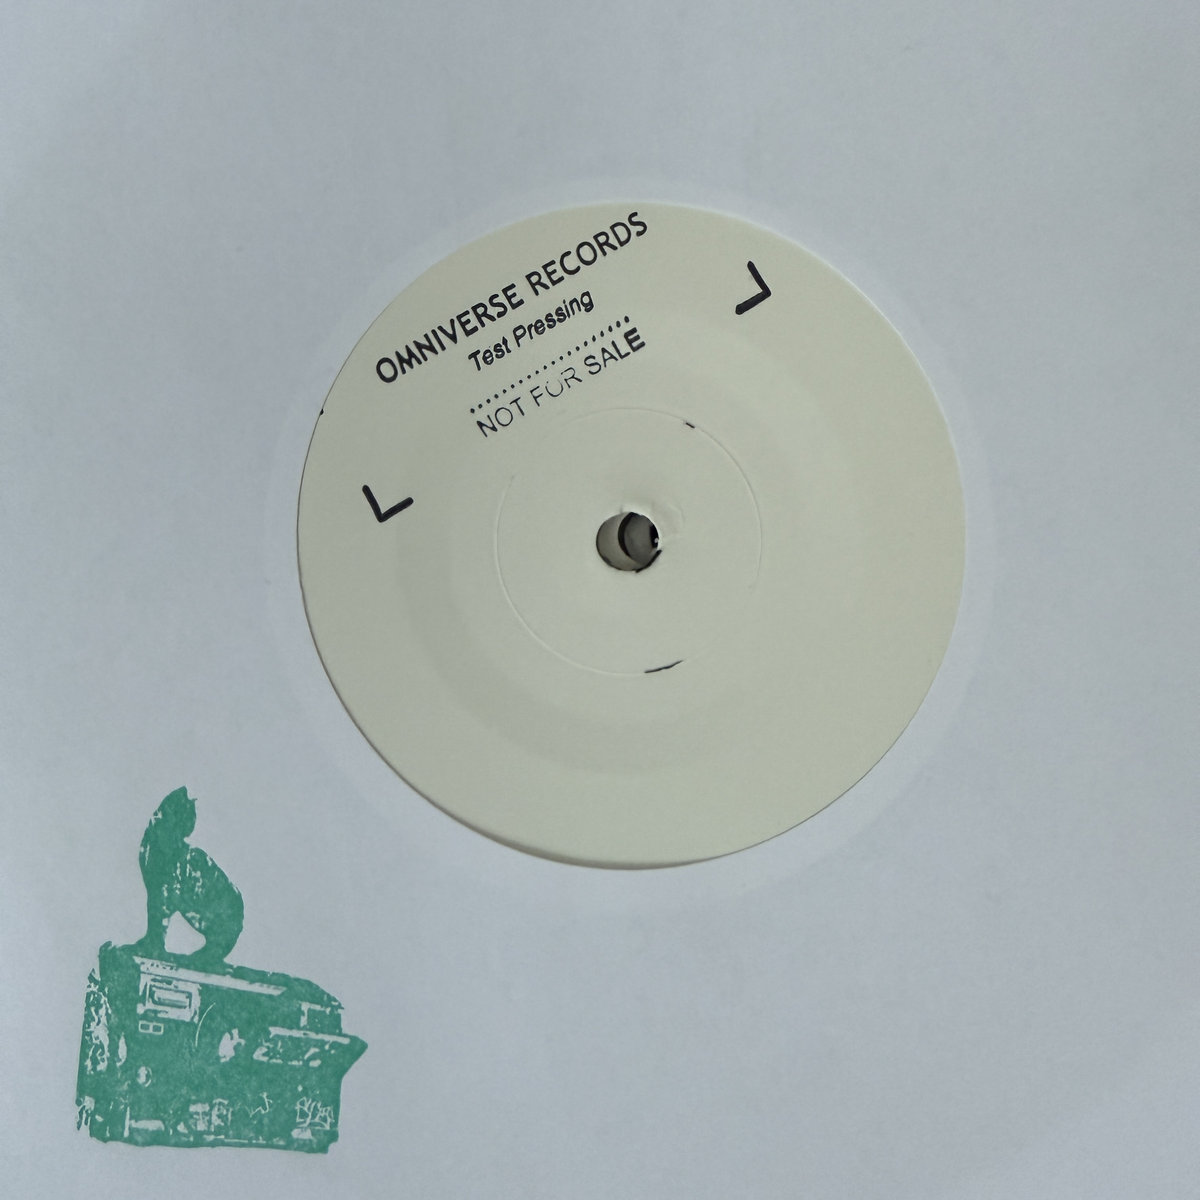 OMNIVERSE RECORDS
Test Pressing
....................
NOT FOR SALE